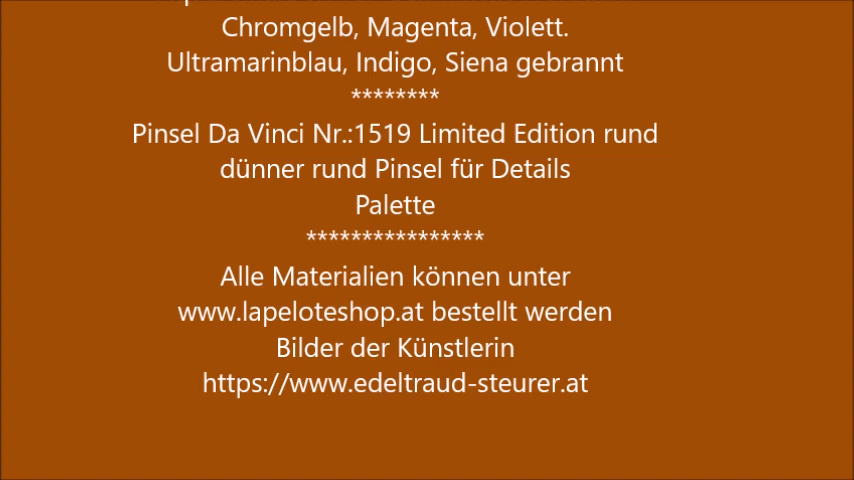 Chromgelb, Magenta, Violett.
Ultramarinblau, Indigo, Siena gebrannt
********
Pinsel Da Vinci Nr.:1519 Limited Edition rund
dünner rund Pinsel für Details
Palette
****************
Alle Materialien können unter
www.lapeloteshop.at bestellt werden
Bilder der Künstlerin
https://www.edeltraud-steurer.at